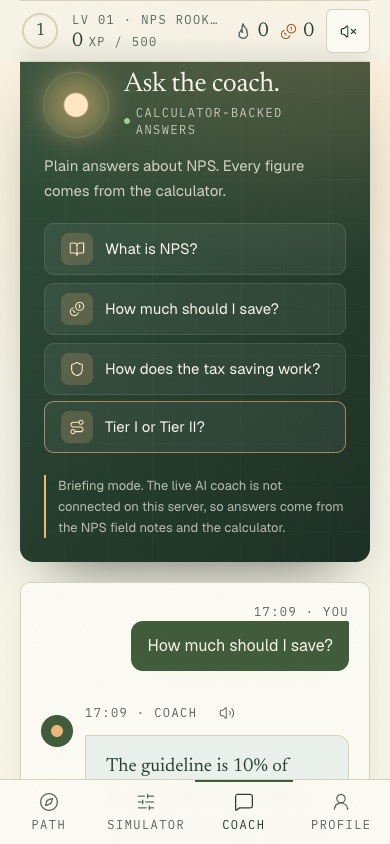 1
LV 01 · NPS ROOK…
0 XP / 500
0
0
Ask the coach.
CALCULATOR-BACKED
ANSWERS
Plain answers about NPS. Every figure
comes from the calculator.
What is NPS?
How much should I save?
How does the tax saving work?
Tier I or Tier II?
Briefing mode. The live AI coach is not
connected on this server, so answers come from
the NPS field notes and the calculator.
17:09 · YOU
How much should I save?
17:09 · COACH
The guideline is 10% of
PATH
SIMULATOR
COACH
PROFILE